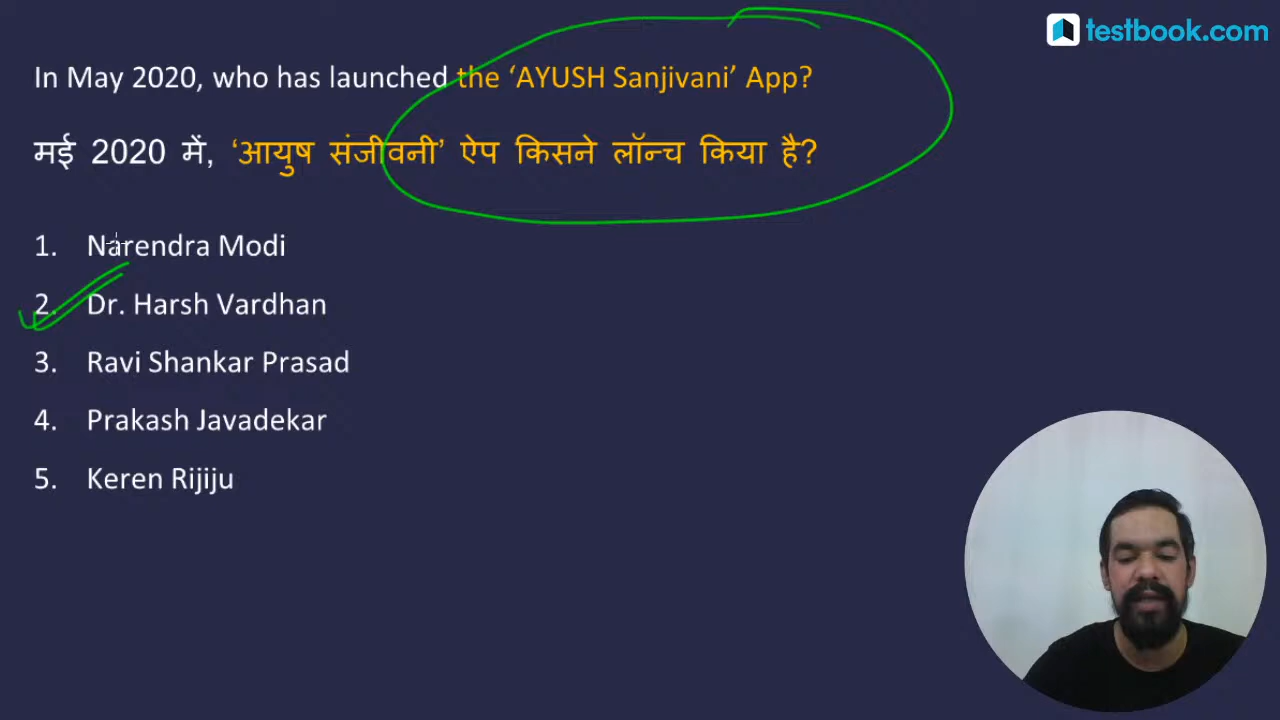 testbook.com
In May 2020, who has launched the ‘AYUSH Sanjivani’ App?
मई 2020 में, ‘आयुष संजीवनी’ ऐप किसने लॉन्च किया है?
1. Narendra Modi
2. Dr. Harsh Vardhan
3. Ravi Shankar Prasad
4. Prakash Javadekar
5. Keren Rijiju